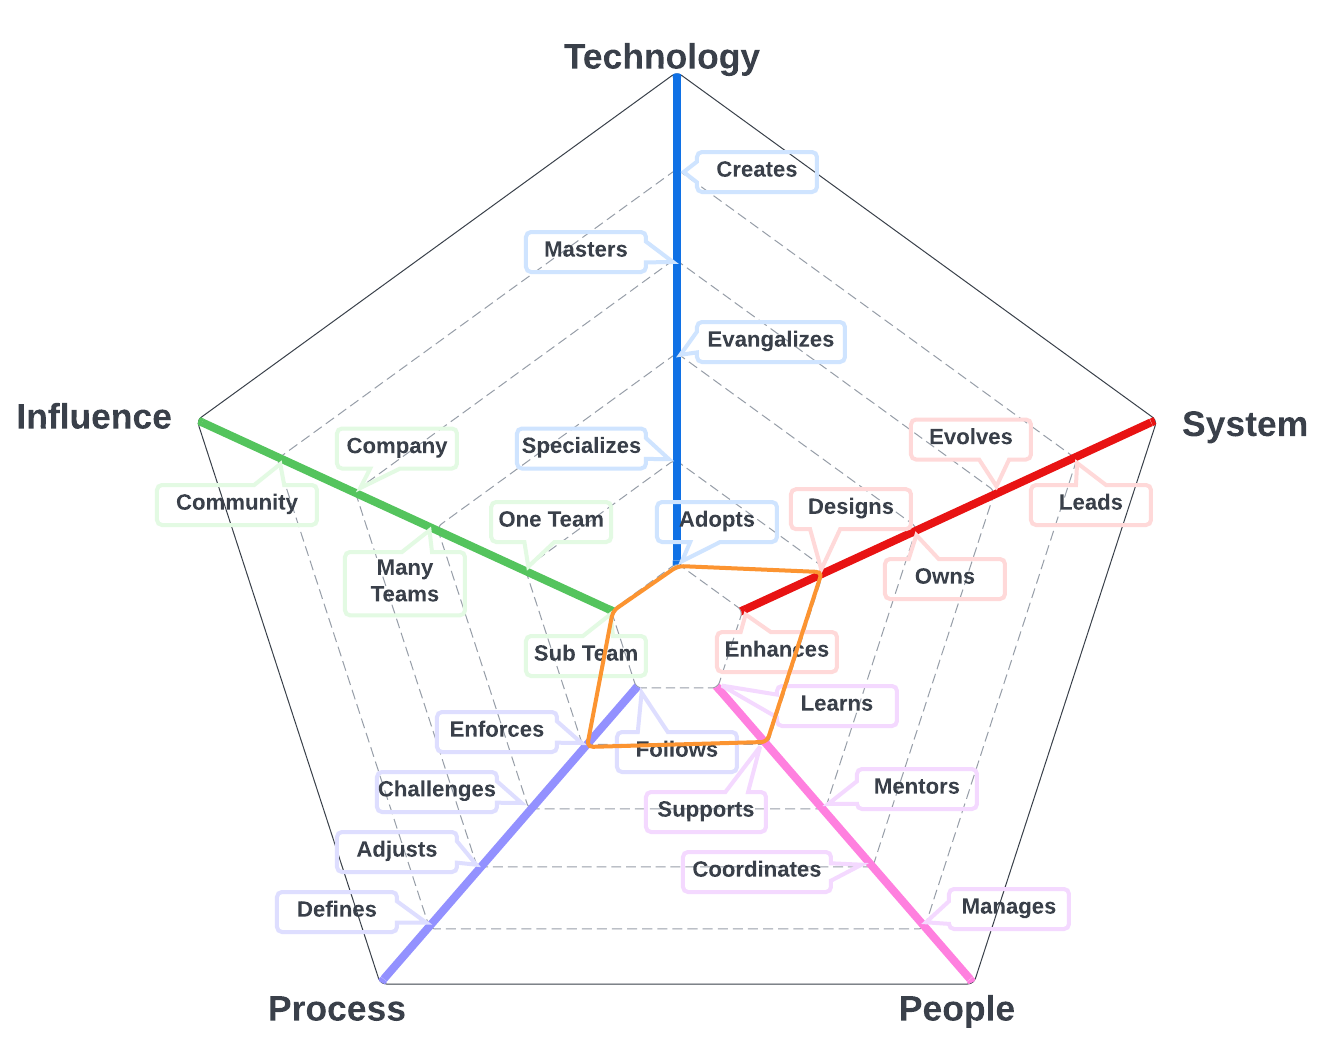 Technology
Creates
Masters
Evangalizes
Influence
System
Company
Specializes
Evolves
Community
One Team
Adopts
Designs
Leads
Many
Teams
Owns
Sub Team
Enhances
Learns
Enforces
Follows
Challenges
Supports
Mentors
Adjusts
Coordinates
Defines
Manages
Process
People